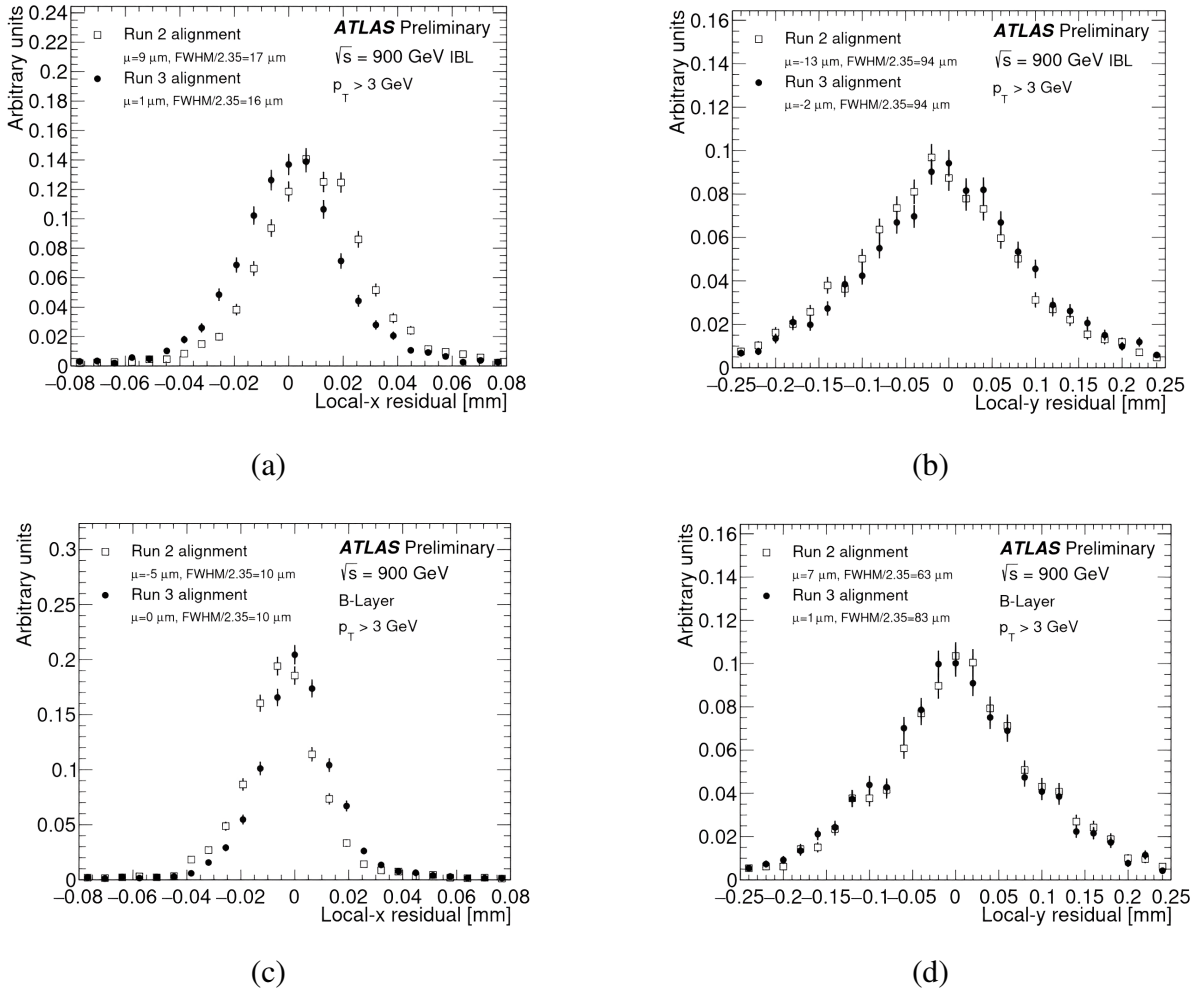 Arbitrary units
0.24
0.22
0.2
0.18
0.16
0.14
0.12
0.1
0.08
0.06
0.04
0.02
0
Run 2 alignment
μ=9 μm, FWHM/2.35=17 μm
Run 3 alignment
μ=1 μm, FWHM/2.35=16 μm
ATLAS Preliminary
√s = 900 GeV IBL
p_T > 3 GeV
−0.08 −0.06 −0.04 −0.02 0 0.02 0.04 0.06 0.08
Local-x residual [mm]
(a)
Arbitrary units
0.16
0.14
0.12
0.1
0.08
0.06
0.04
0.02
0
Run 2 alignment
μ=-13 μm, FWHM/2.35=94 μm
Run 3 alignment
μ=-2 μm, FWHM/2.35=94 μm
ATLAS Preliminary
√s = 900 GeV IBL
p_T > 3 GeV
−0.25 −0.2 −0.15 −0.1 −0.05 0 0.05 0.1 0.15 0.2 0.25
Local-y residual [mm]
(b)
Arbitrary units
0.3
0.25
0.2
0.15
0.1
0.05
0
Run 2 alignment
μ=-5 μm, FWHM/2.35=10 μm
Run 3 alignment
μ=0 μm, FWHM/2.35=10 μm
ATLAS Preliminary
√s = 900 GeV
B-Layer
p_T > 3 GeV
−0.08 −0.06 −0.04 −0.02 0 0.02 0.04 0.06 0.08
Local-x residual [mm]
(c)
Arbitrary units
0.16
0.14
0.12
0.1
0.08
0.06
0.04
0.02
0
Run 2 alignment
μ=7 μm, FWHM/2.35=63 μm
Run 3 alignment
μ=1 μm, FWHM/2.35=83 μm
ATLAS Preliminary
√s = 900 GeV
B-Layer
p_T > 3 GeV
−0.25 −0.2 −0.15 −0.1 −0.05 0 0.05 0.1 0.15 0.2 0.25
Local-y residual [mm]
(d)